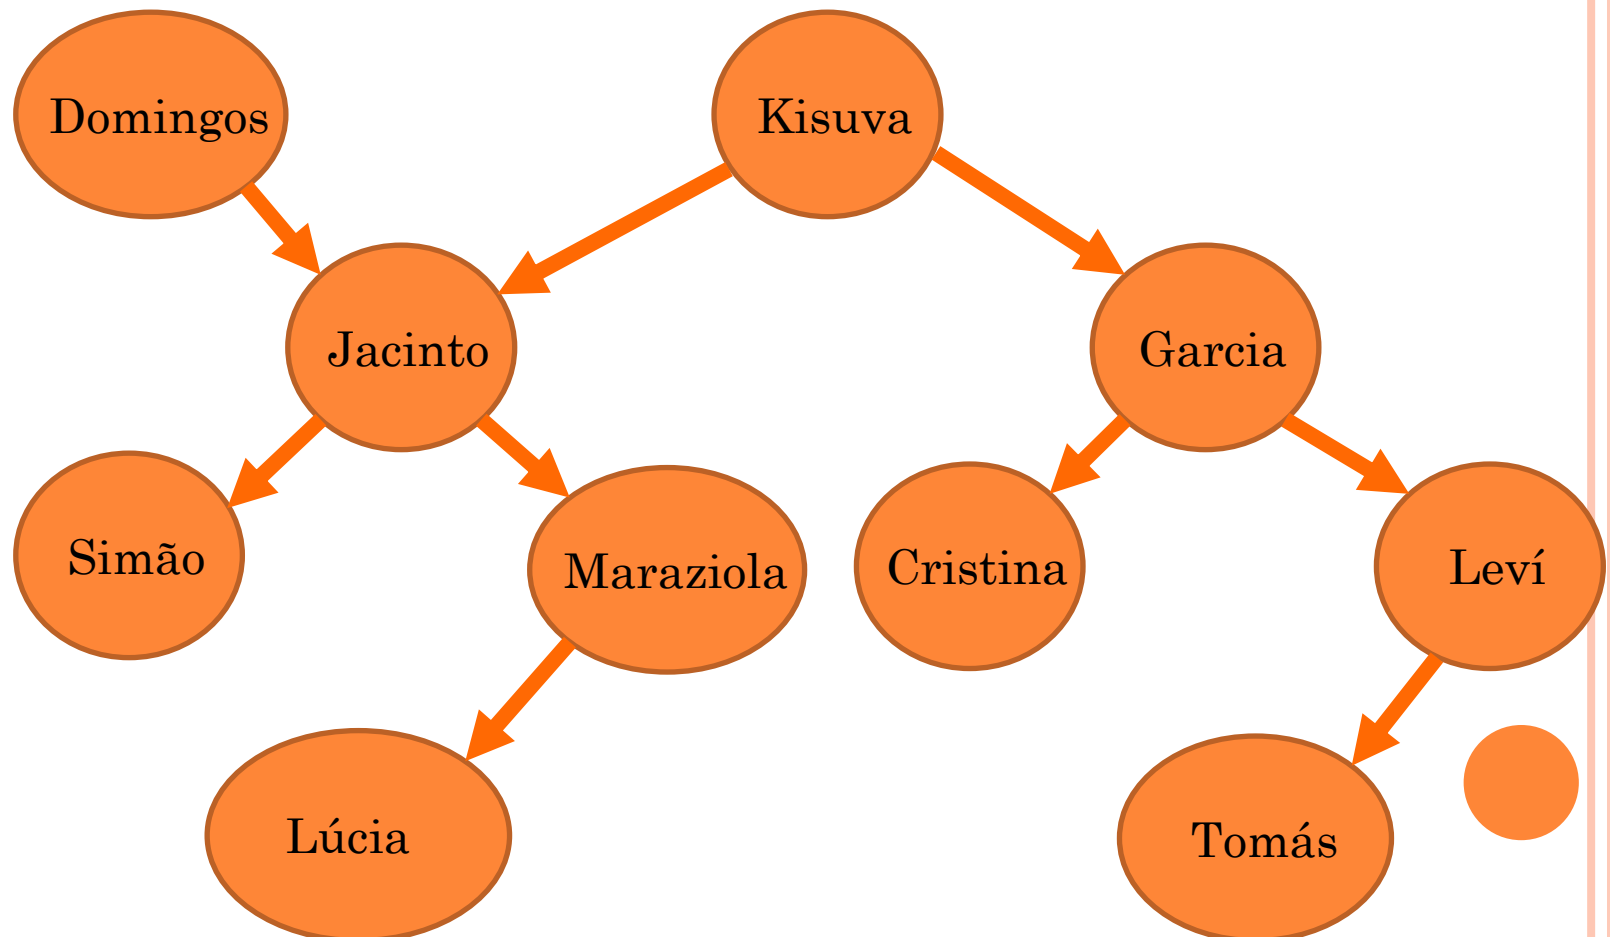 Domingos
Kisuva
Jacinto
Garcia
Simão
Maraziola
Cristina
Leví
Lúcia
Tomás